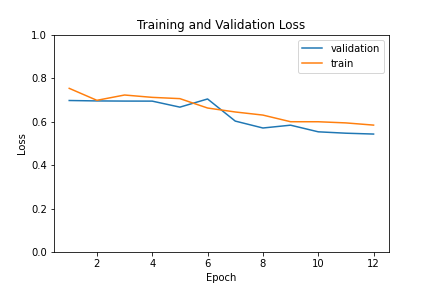 Training and Validation Loss
1.0
0.8
0.6
0.4
0.2
0.0
Loss
validation
train
2 4 6 8 10 12
Epoch